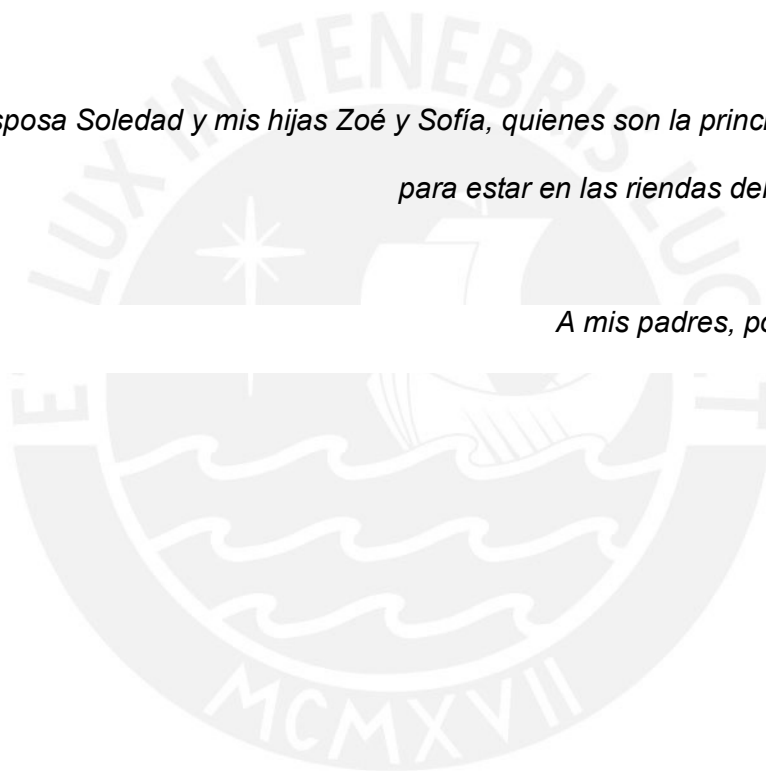 LUX IN TENEBRIS
sposa Soledad y mis hijas Zoé y Sofía, quienes son la princi
para estar en las riendas del
A mis padres, po
MCMXVII